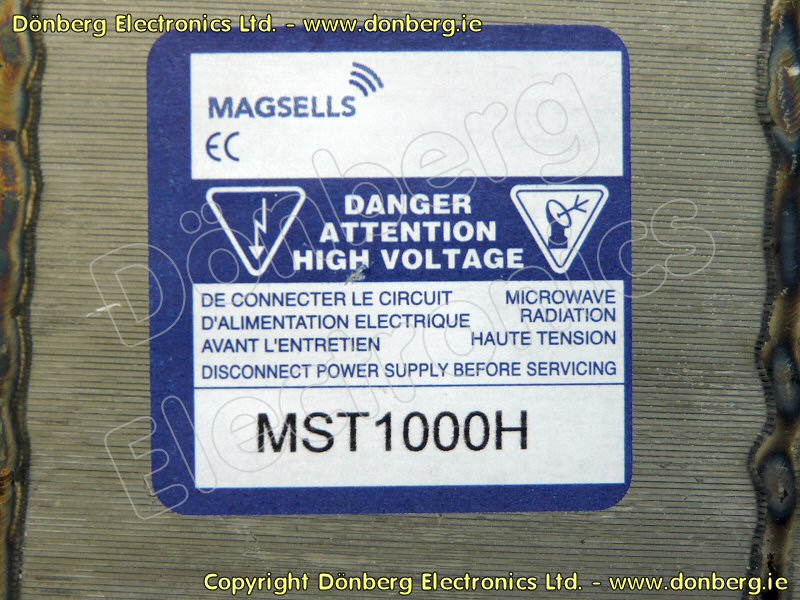 Dönberg Electronics Ltd. - www.donberg.ie
MAGSELLS
CE
DANGER
ATTENTION
HIGH VOLTAGE
DE CONNECTER LE CIRCUIT
D'ALIMENTATION ELECTRIQUE
AVANT L'ENTRETIEN
MICROWAVE
RADIATION
HAUTE TENSION
DISCONNECT POWER SUPPLY BEFORE SERVICING
MST1000H
Dönberg
Electronics
Copyright Dönberg Electronics Ltd. - www.donberg.ie